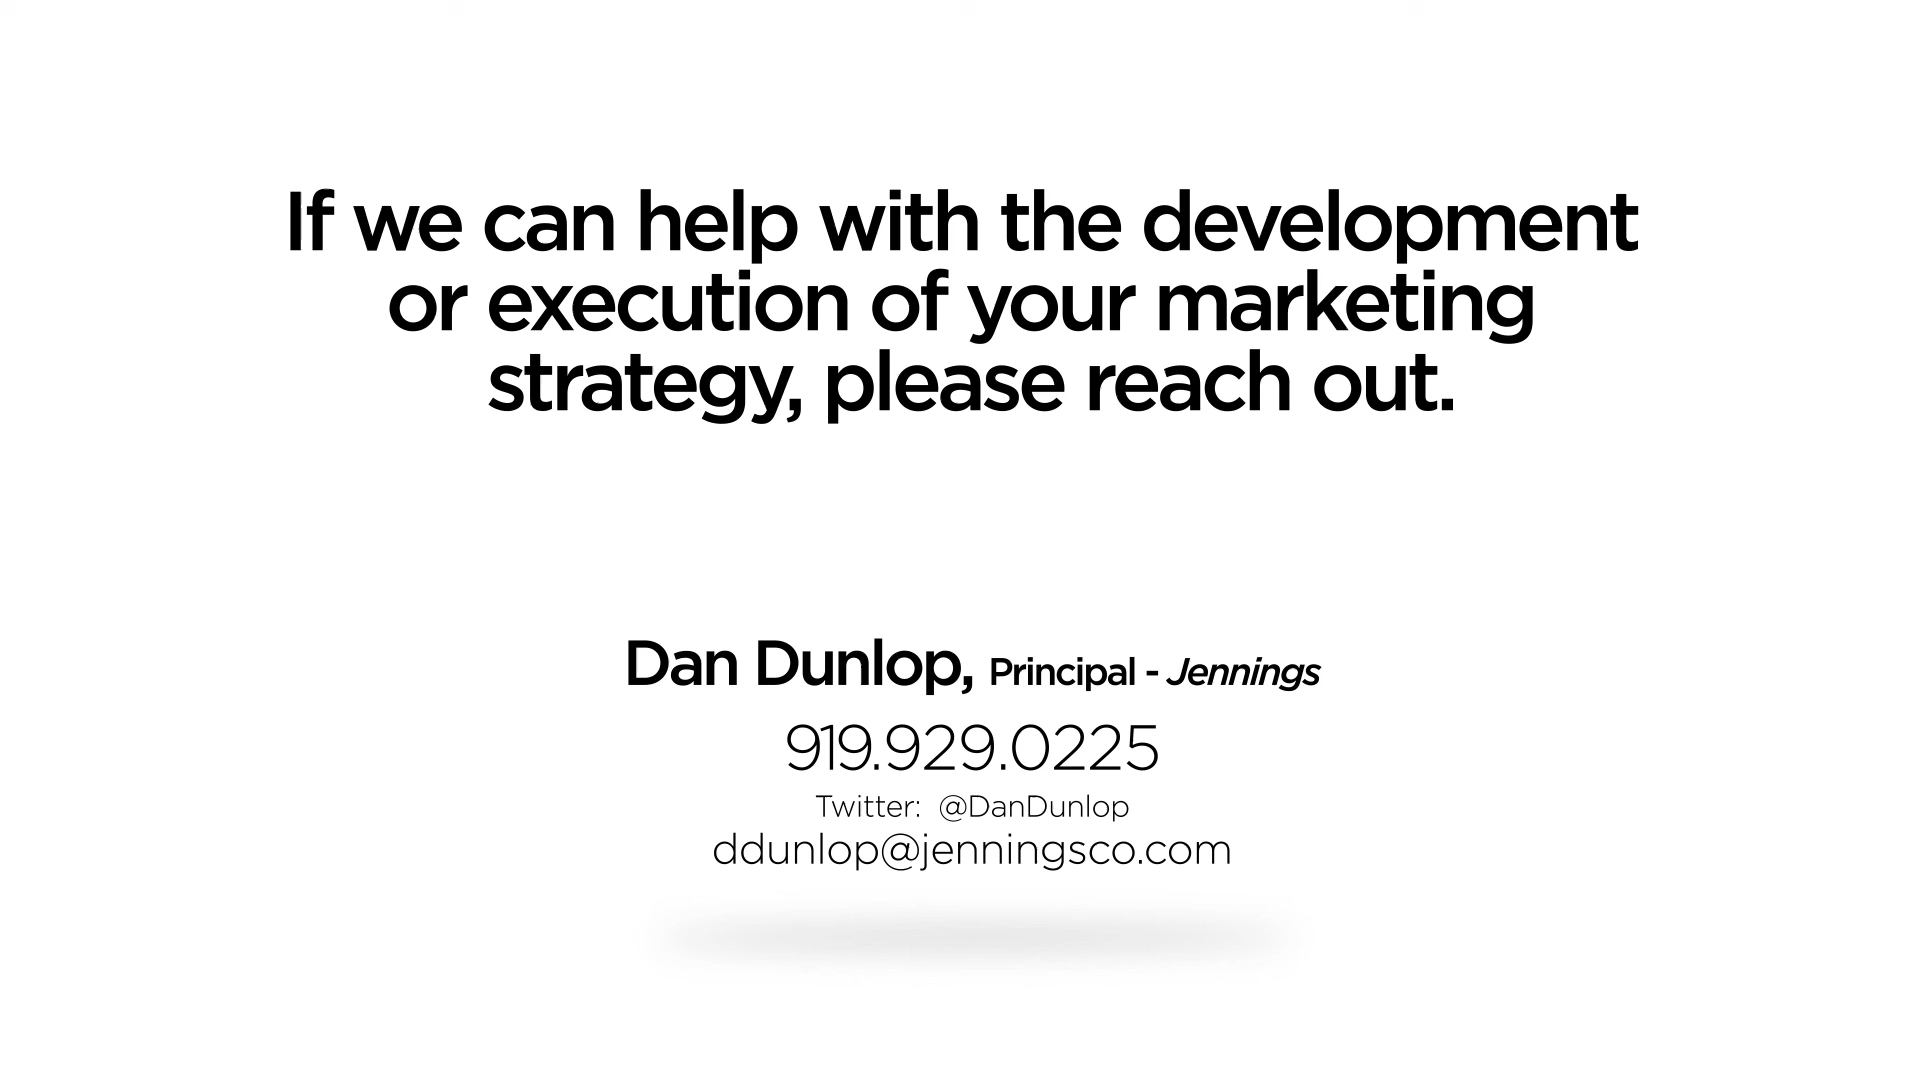 If we can help with the development
or execution of your marketing
strategy, please reach out.
Dan Dunlop, Principal - Jennings
919.929.0225
Twitter: @DanDunlop
ddunlop@jenningsco.com